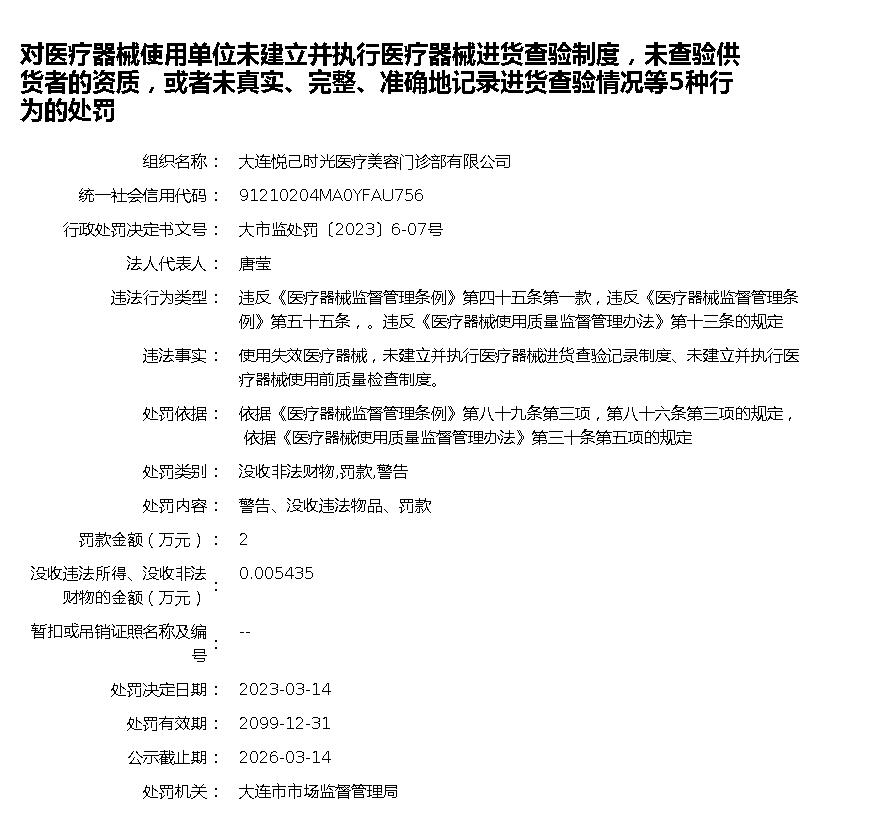 对医疗器械使用单位未建立并执行医疗器械进货查验制度，未查验供
货者的资质，或者未真实、完整、准确地记录进货查验情况等5种行
为的处罚
组织名称： 大连悦己时光医疗美容门诊部有限公司
统一社会信用代码： 91210204MA0YFAU756
行政处罚决定书文号： 大市监处罚〔2023〕6-07号
法人代表人： 唐莹
违法行为类型： 违反《医疗器械监督管理条例》第四十五条第一款，违反《医疗器械监督管理条
例》第五十五条，。违反《医疗器械使用质量监督管理办法》第十三条的规定
违法事实： 使用失效医疗器械，未建立并执行医疗器械进货查验记录制度、未建立并执行医
疗器械使用前质量检查制度。
处罚依据： 依据《医疗器械监督管理条例》第八十九条第三项，第八十六条第三项的规定，
依据《医疗器械使用质量监督管理办法》第三十条第五项的规定
处罚类别： 没收非法财物,罚款,警告
处罚内容： 警告、没收违法物品、罚款
罚款金额（万元）： 2
没收违法所得、没收非法
财物的金额（万元）： 0.005435
暂扣或吊销证照名称及编
号： --
处罚决定日期： 2023-03-14
处罚有效期： 2099-12-31
公示截止期： 2026-03-14
处罚机关： 大连市市场监督管理局